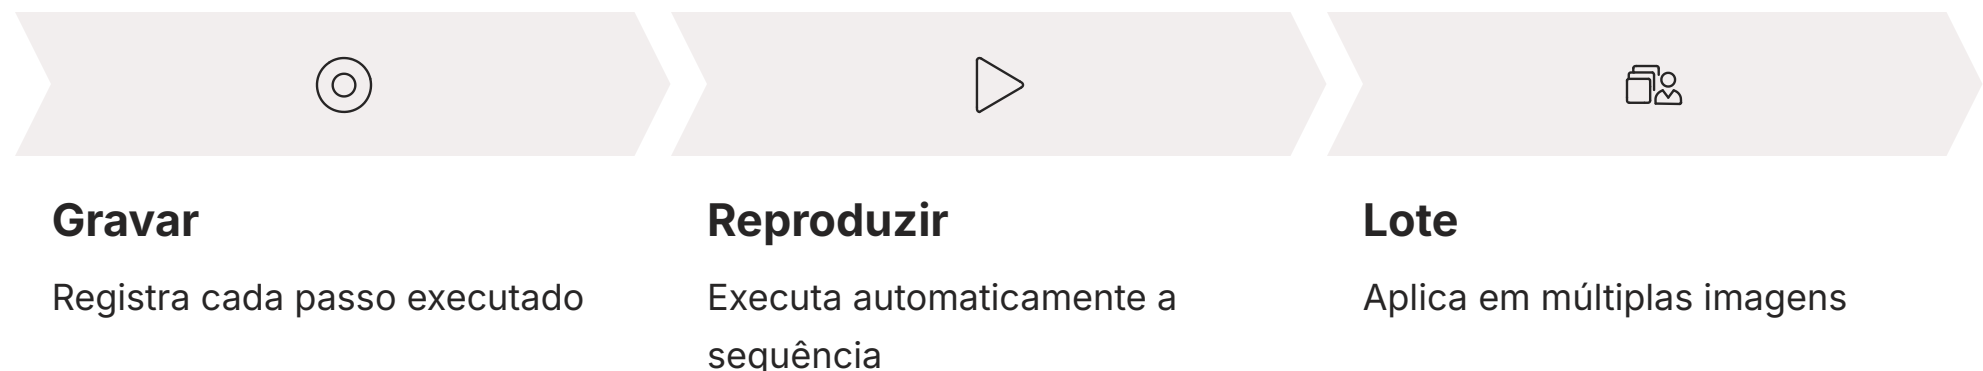 Gravar
Registra cada passo executado
Reproduzir
Executa automaticamente a
sequência
Lote
Aplica em múltiplas imagens